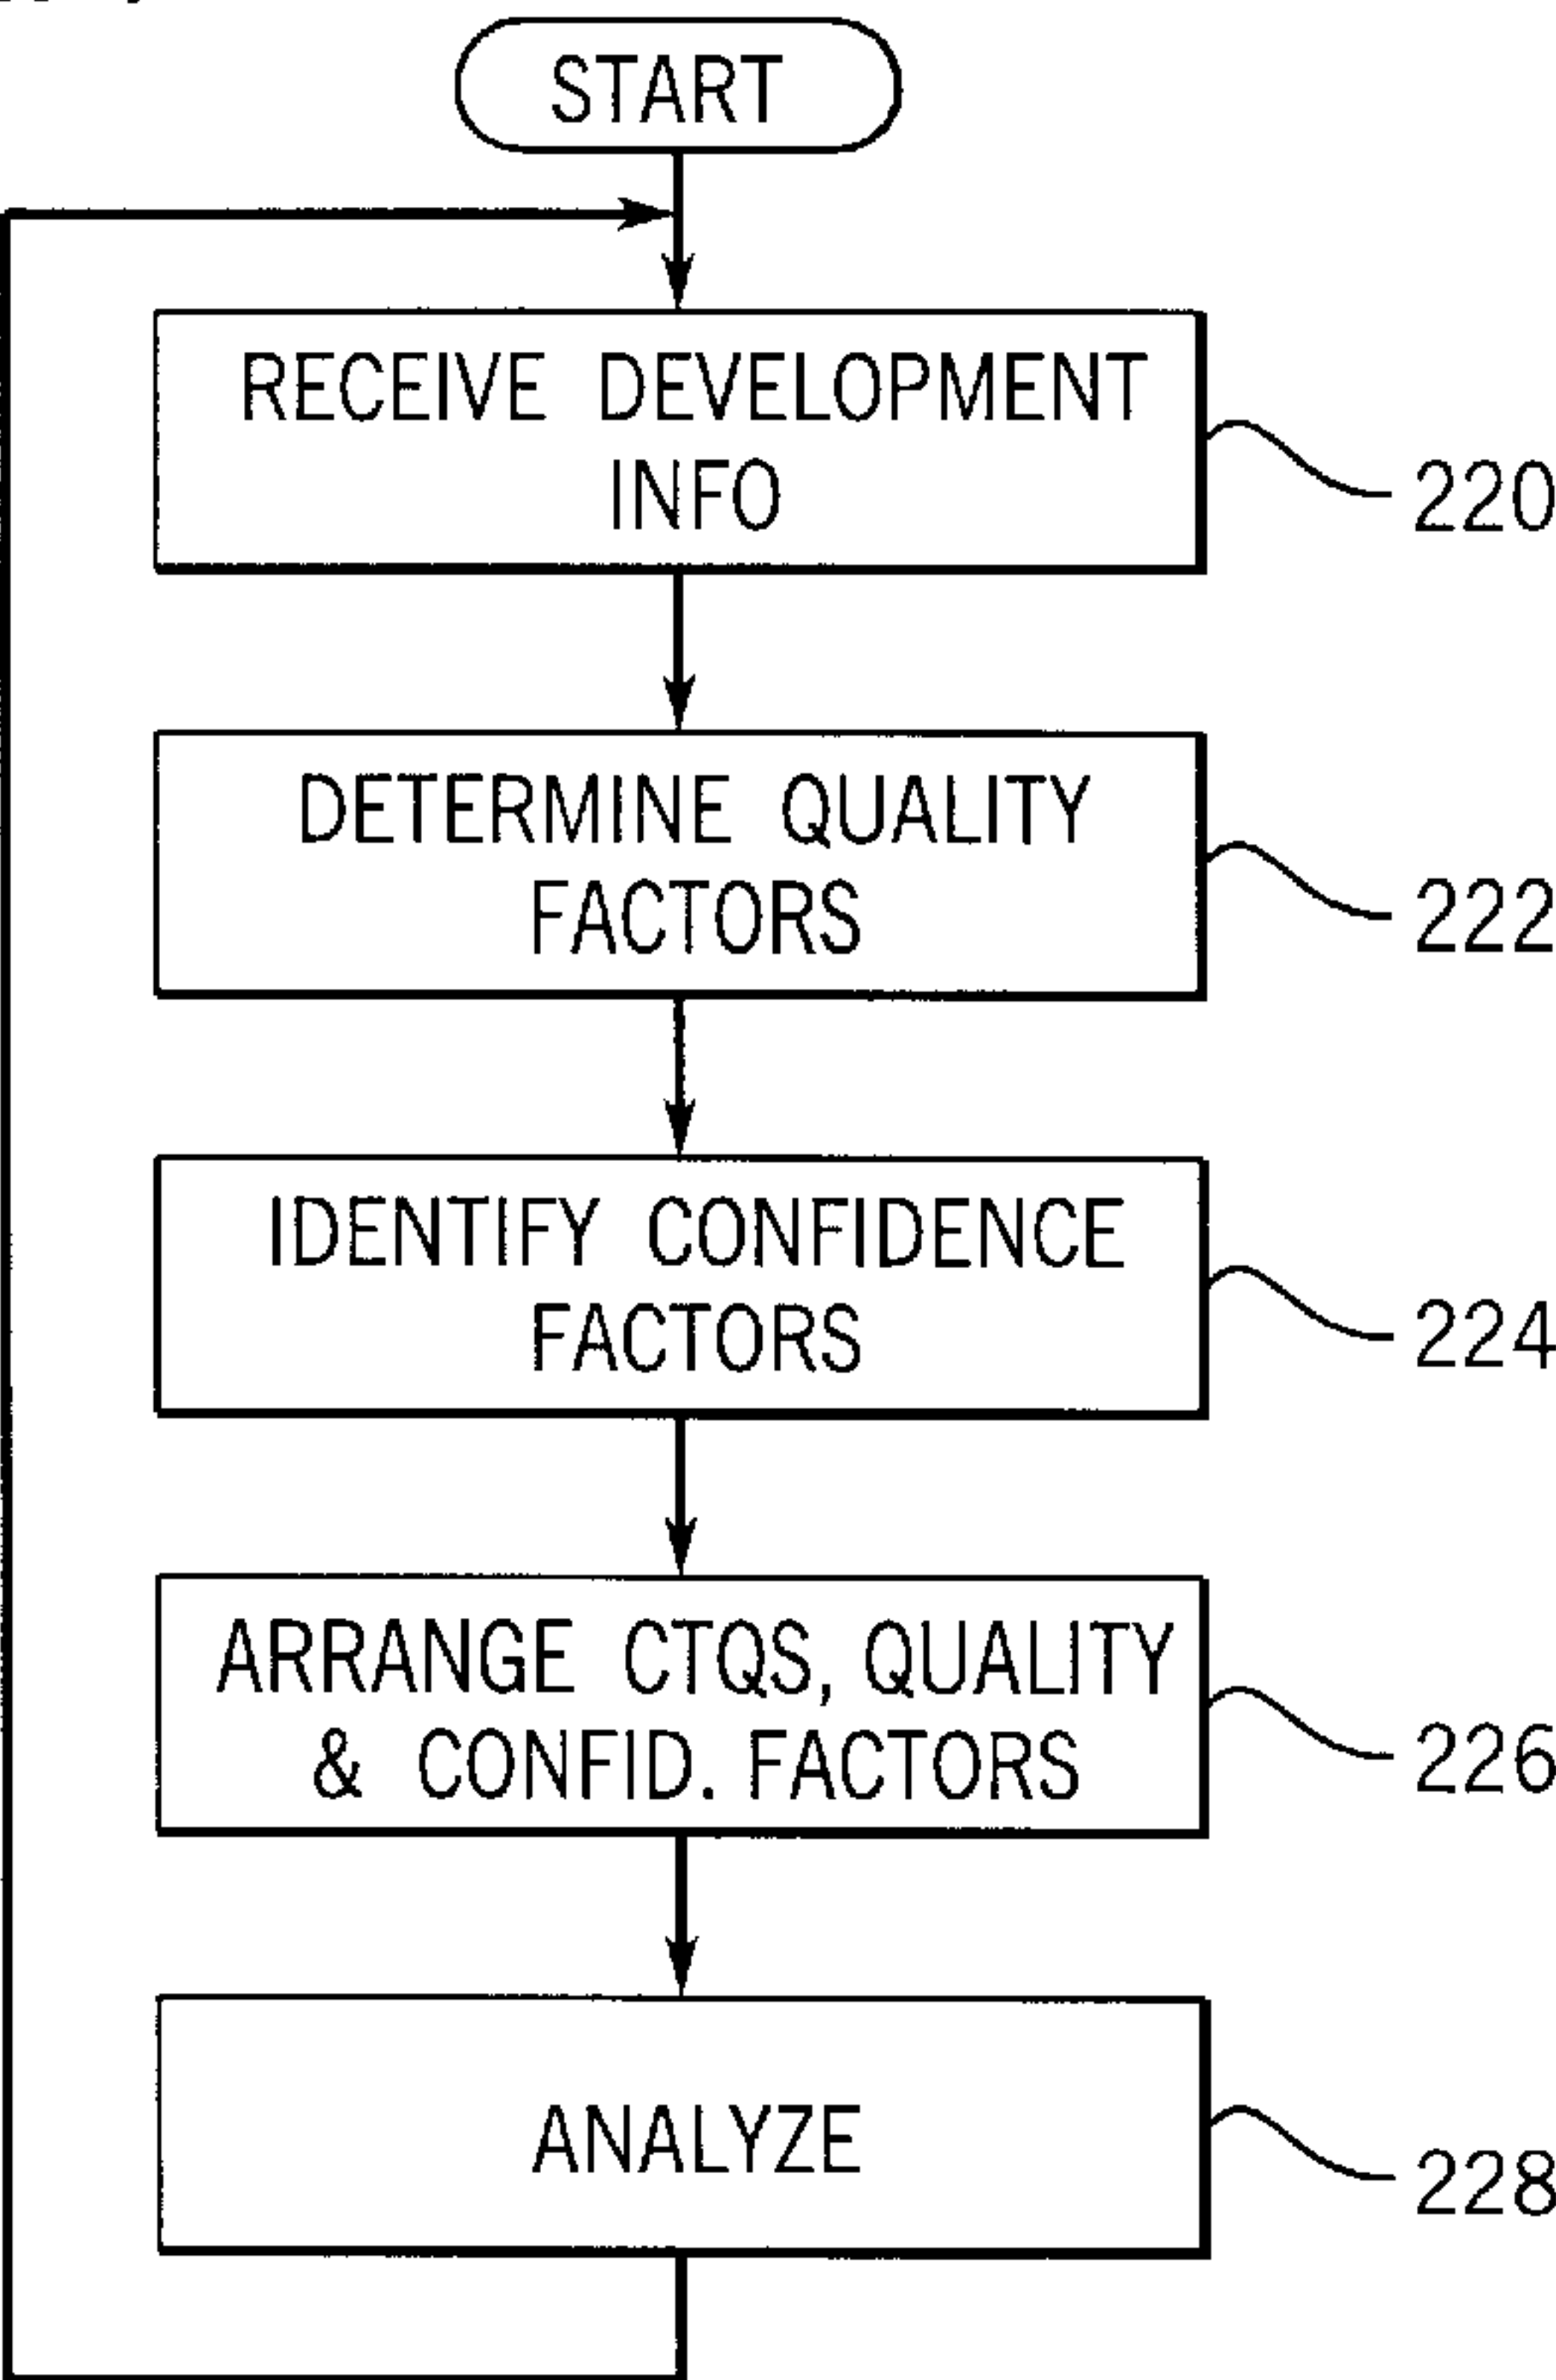 START
RECEIVE DEVELOPMENT
INFO
220
DETERMINE QUALITY
FACTORS
222
IDENTIFY CONFIDENCE
FACTORS
224
ARRANGE CTQS, QUALITY
& CONFID. FACTORS
226
ANALYZE
228